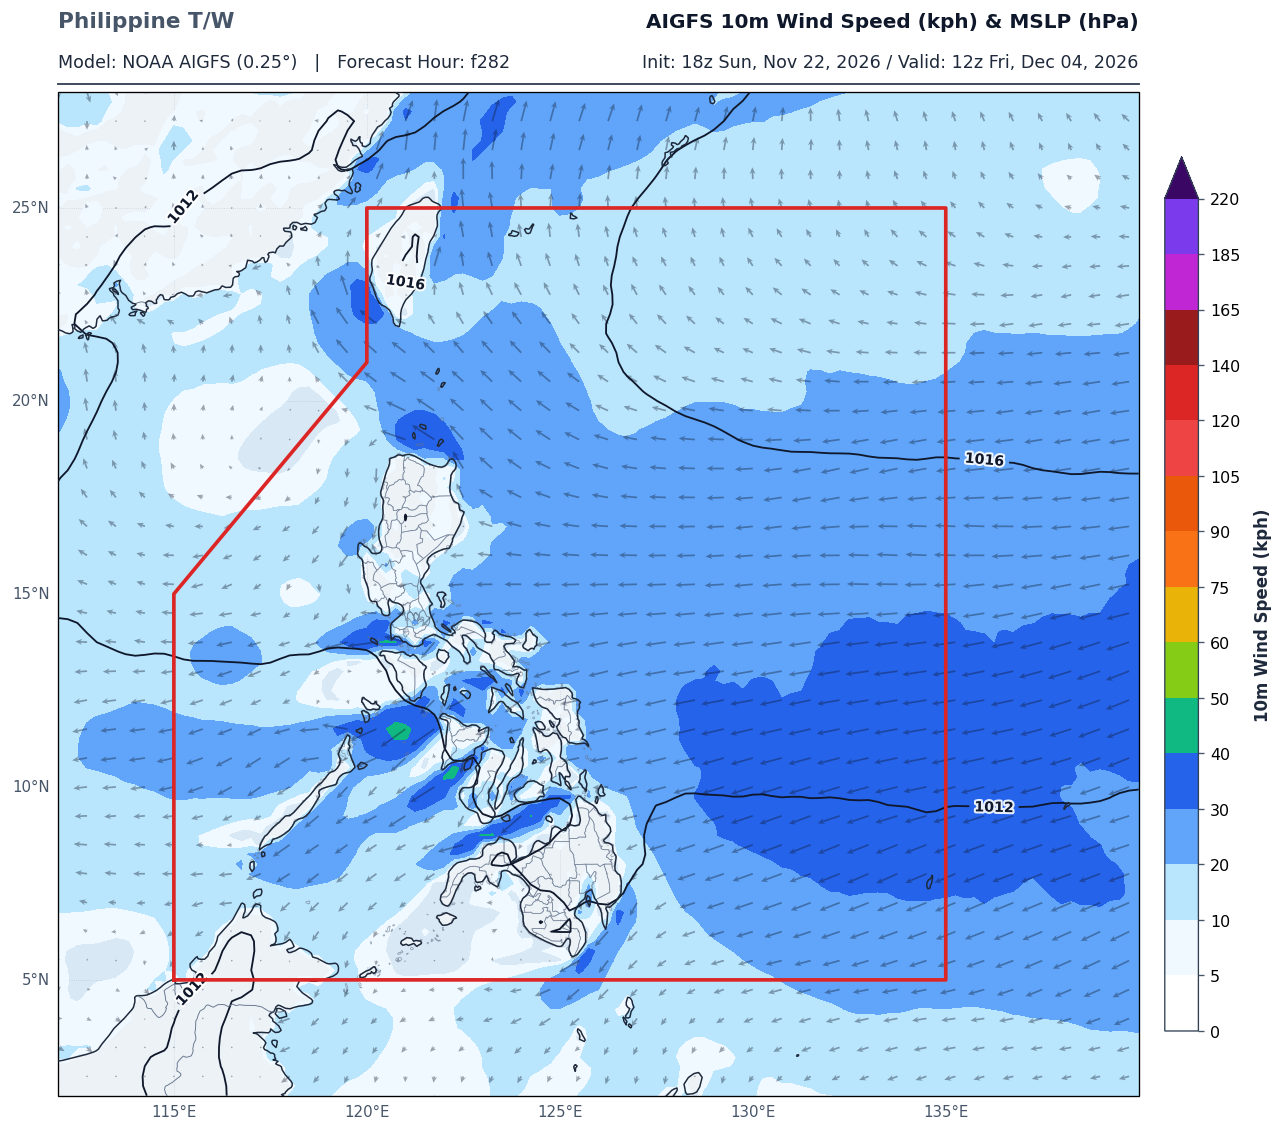 Philippine T/W
AIGFS 10m Wind Speed (kph) & MSLP (hPa)
Model: NOAA AIGFS (0.25°)   |   Forecast Hour: f282
Init: 18z Sun, Nov 22, 2026 / Valid: 12z Fri, Dec 04, 2026
25°N
20°N
15°N
10°N
5°N
1012
1016
1016
1012
1012
115°E
120°E
125°E
130°E
135°E
220
185
165
140
120
105
90
75
60
50
40
30
20
10
5
0
10m Wind Speed (kph)